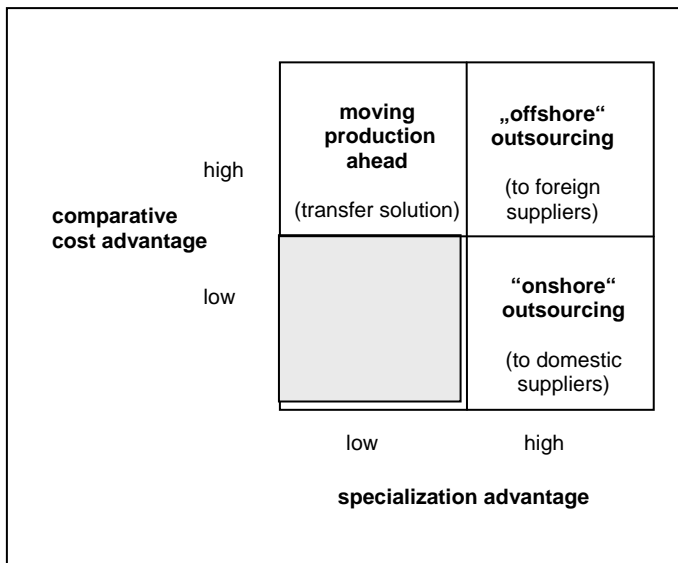 moving
production
ahead
(transfer solution)
„offshore“
outsourcing
(to foreign
suppliers)
high
comparative
cost advantage
low
“onshore“
outsourcing
(to domestic
suppliers)
low
high
specialization advantage